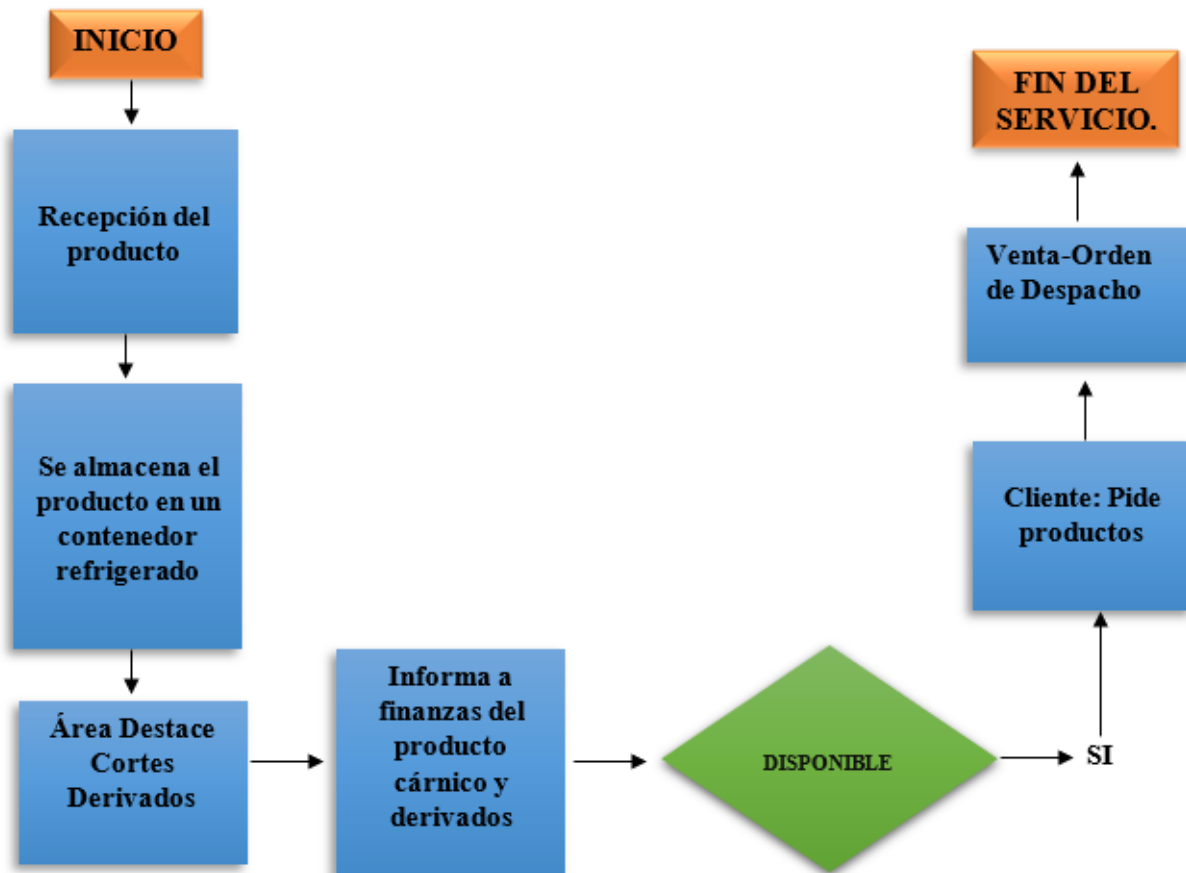 INICIO
Recepción del
producto
Se almacena el
producto en un
contenedor
refrigerado
Área Destace
Cortes
Derivados
Informa a
finanzas del
producto
cárnico y
derivados
DISPONIBLE
SI
Cliente: Pide
productos
Venta-Orden
de Despacho
FIN DEL
SERVICIO.